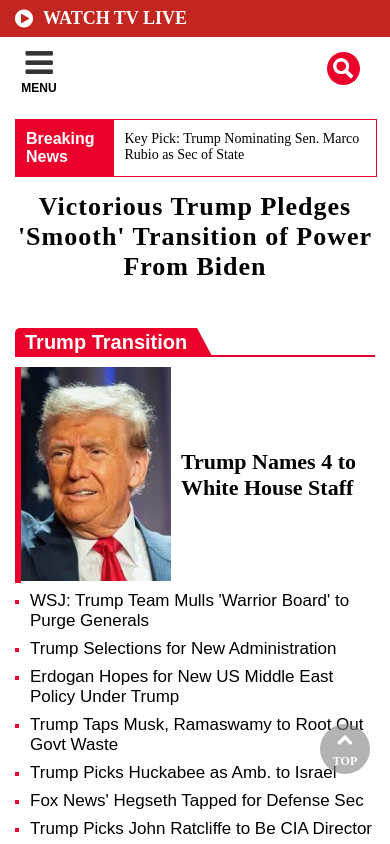 WATCH TV LIVE
MENU
Breaking
News
Key Pick: Trump Nominating Sen. Marco
Rubio as Sec of State
Victorious Trump Pledges
'Smooth' Transition of Power
From Biden
Trump Transition
Trump Names 4 to
White House Staff
WSJ: Trump Team Mulls 'Warrior Board' to
Purge Generals
Trump Selections for New Administration
Erdogan Hopes for New US Middle East
Policy Under Trump
Trump Taps Musk, Ramaswamy to Root Out
Govt Waste
TOP
Trump Picks Huckabee as Amb. to Israel
Fox News' Hegseth Tapped for Defense Sec
Trump Picks John Ratcliffe to Be CIA Director